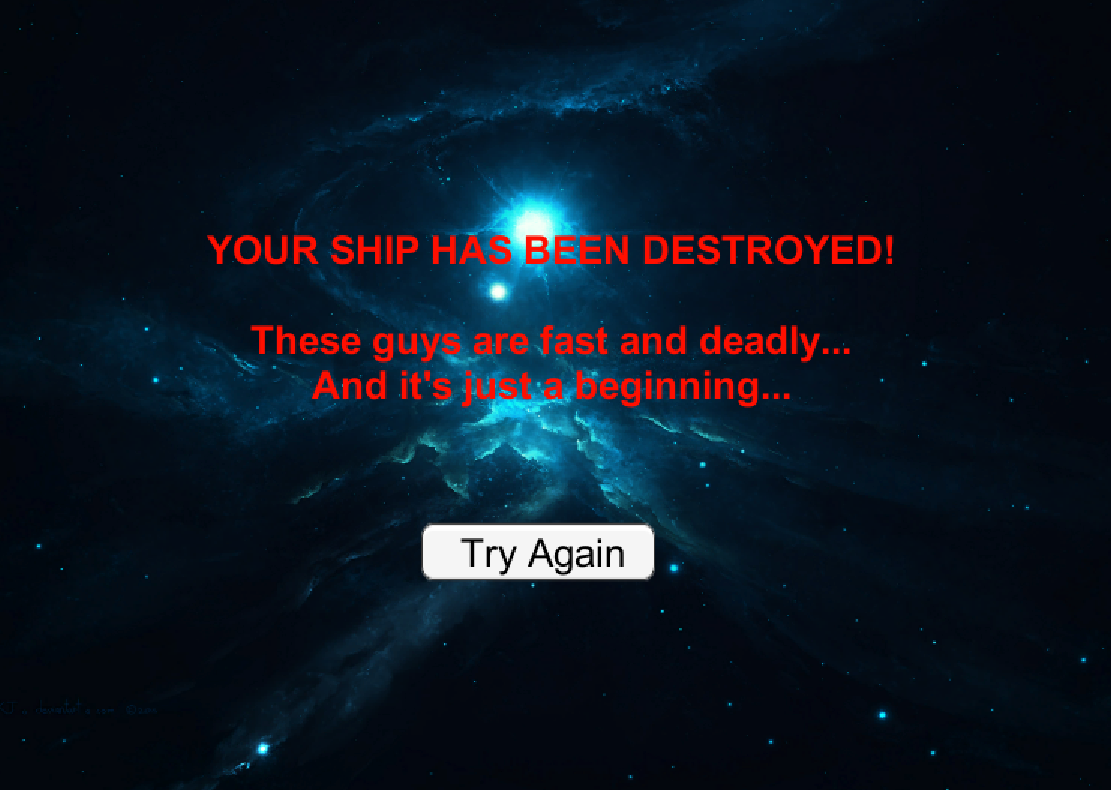 YOUR SHIP HAS BEEN DESTROYED!
These guys are fast and deadly...
And it's just a beginning...
Try Again